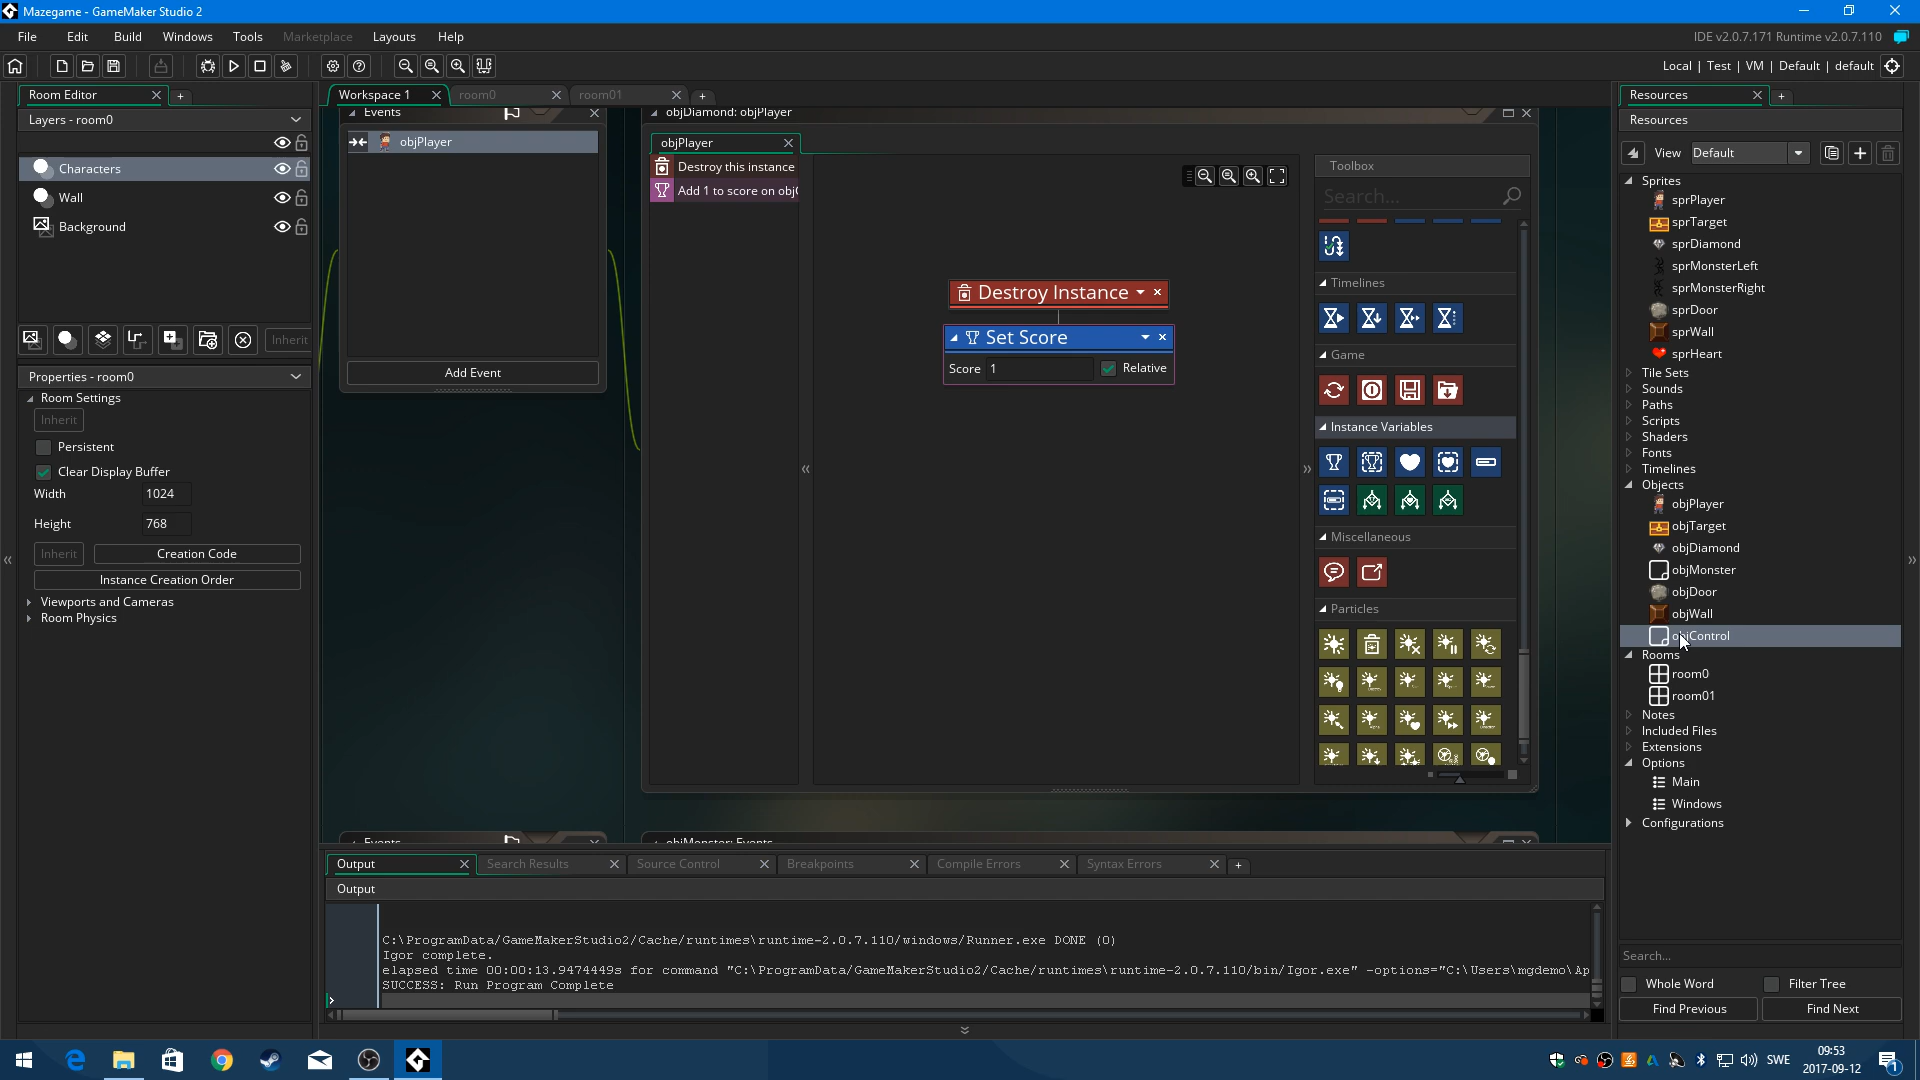 Mazegame - GameMaker Studio 2
File Edit Build Windows Tools Marketplace Layouts Help
IDE v2.0.7.171 Runtime v2.0.7.110
Local | Test | VM | Default | default
Room Editor
Layers - room0
Characters
Wall
Background
Inherit
Properties - room0
Room Settings
Inherit
Persistent
Clear Display Buffer
Width 1024
Height 768
Inherit Creation Code
Instance Creation Order
Viewports and Cameras
Room Physics
Workspace 1 room0 room01
Events
objPlayer
Add Event
objDiamond: objPlayer
objPlayer
Destroy this instance
Add 1 to score on obj
Destroy Instance
Set Score
Score 1 Relative
Toolbox
Search...
Timelines
Game
Instance Variables
Miscellaneous
Particles
Events
objMonster: Events
Output Search Results Source Control Breakpoints Compile Errors Syntax Errors
Output
C:\ProgramData/GameMakerStudio2/Cache/runtimes\runtime-2.0.7.110/windows/Runner.exe DONE (0)
Igor complete.
elapsed time 00:00:13.9474449s for command "C:\ProgramData/GameMakerStudio2/Cache/runtimes\runtime-2.0.7.110/bin/Igor.exe" -options="C:\Users\mgdemo\Ap
SUCCESS: Run Program Complete
Resources
Resources
View Default
Sprites
sprPlayer
sprTarget
sprDiamond
sprMonsterLeft
sprMonsterRight
sprDoor
sprWall
sprHeart
Tile Sets
Sounds
Paths
Scripts
Shaders
Fonts
Timelines
Objects
objPlayer
objTarget
objDiamond
objMonster
objDoor
objWall
objControl
Rooms
room0
room01
Notes
Included Files
Extensions
Options
Main
Windows
Configurations
Search...
Whole Word Filter Tree
Find Previous Find Next
SWE
09:53
2017-09-12
1